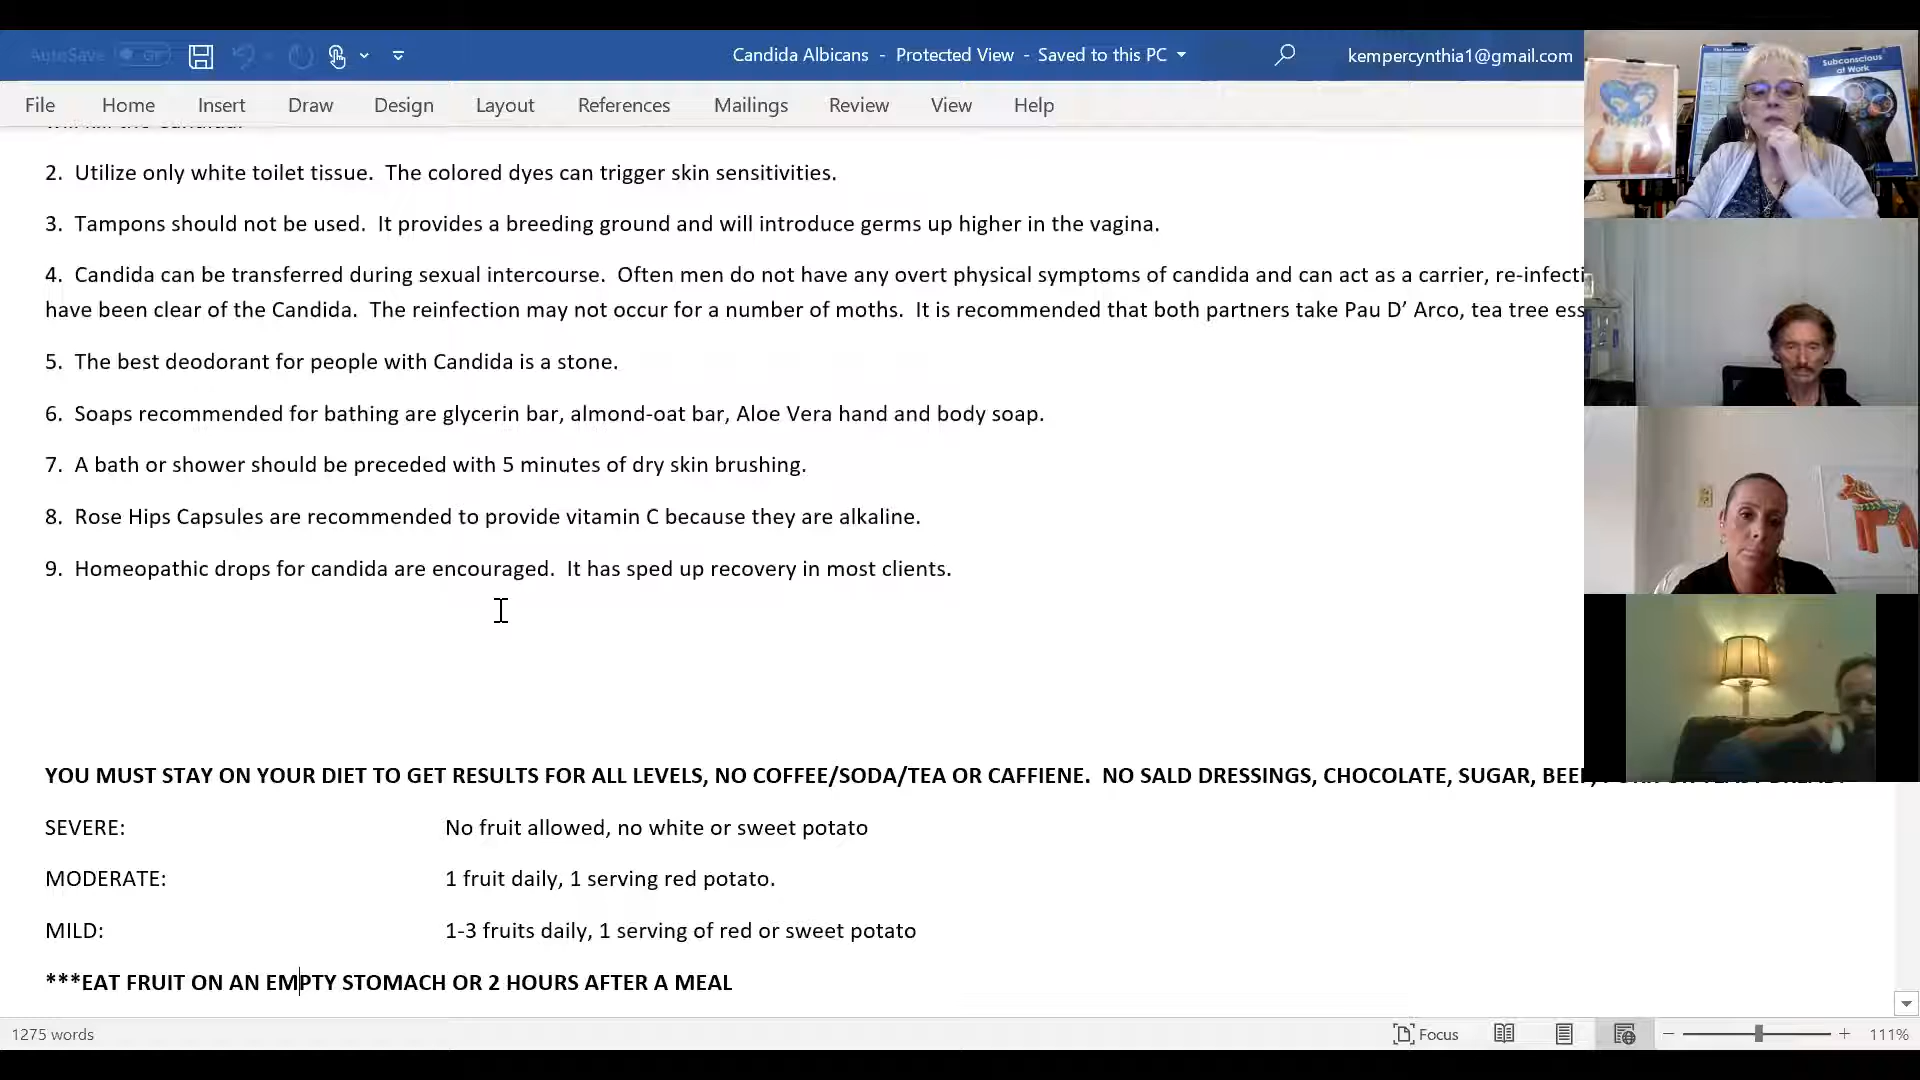 AutoSave Off
Candida Albicans - Protected View - Saved to this PC
kempercynthia1@gmail.com
File Home Insert Draw Design Layout References Mailings Review View Help
will kill the Candida.
2. Utilize only white toilet tissue. The colored dyes can trigger skin sensitivities.
3. Tampons should not be used. It provides a breeding ground and will introduce germs up higher in the vagina.
4. Candida can be transferred during sexual intercourse. Often men do not have any overt physical symptoms of candida and can act as a carrier, re-infecti
have been clear of the Candida. The reinfection may not occur for a number of moths. It is recommended that both partners take Pau D’ Arco, tea tree ess
5. The best deodorant for people with Candida is a stone.
6. Soaps recommended for bathing are glycerin bar, almond-oat bar, Aloe Vera hand and body soap.
7. A bath or shower should be preceded with 5 minutes of dry skin brushing.
8. Rose Hips Capsules are recommended to provide vitamin C because they are alkaline.
9. Homeopathic drops for candida are encouraged. It has sped up recovery in most clients.
YOU MUST STAY ON YOUR DIET TO GET RESULTS FOR ALL LEVELS, NO COFFEE/SODA/TEA OR CAFFIENE. NO SALD DRESSINGS, CHOCOLATE, SUGAR, BEEF,
SEVERE: No fruit allowed, no white or sweet potato
MODERATE: 1 fruit daily, 1 serving red potato.
MILD: 1-3 fruits daily, 1 serving of red or sweet potato
***EAT FRUIT ON AN EMPTY STOMACH OR 2 HOURS AFTER A MEAL
1275 words
Focus
111%
Subconscious
at Work